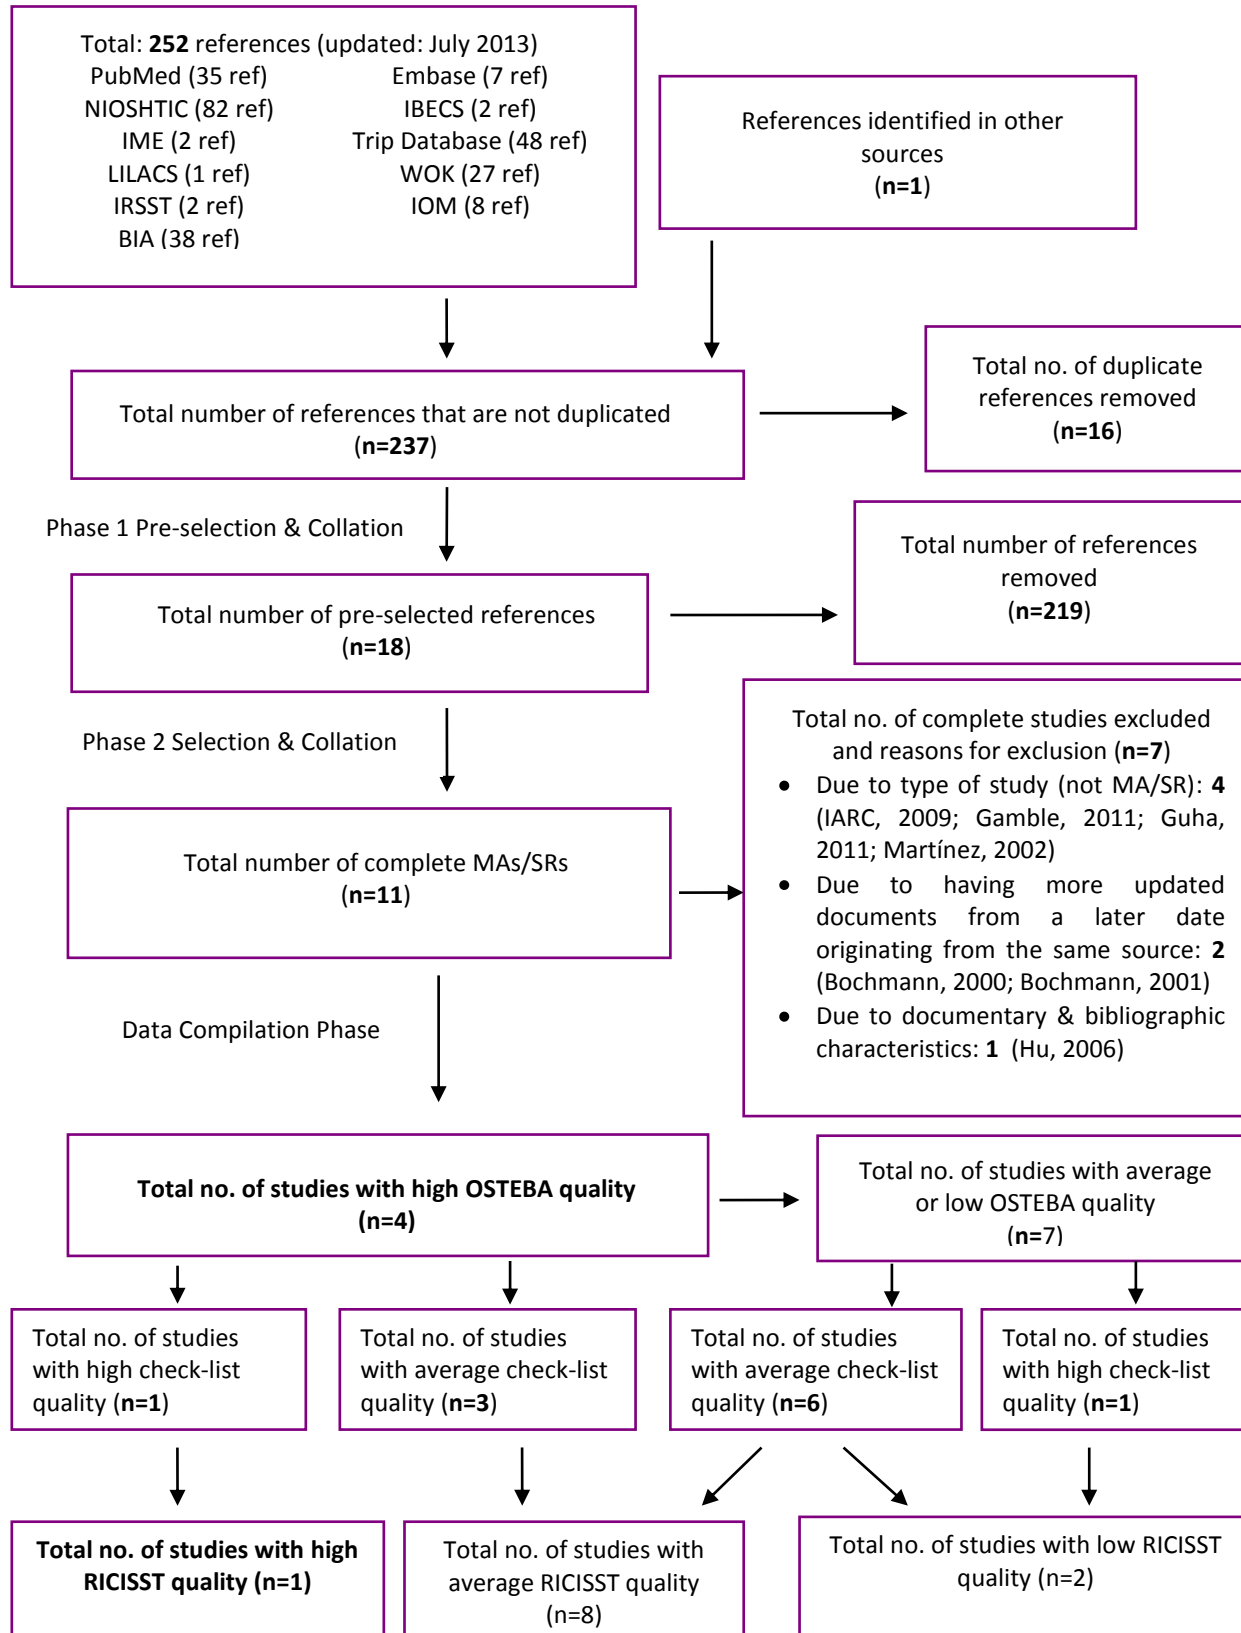 Total: 252 references (updated: July 2013)
PubMed (35 ref)
NIOSHTIC (82 ref)
IME (2 ref)
LILACS (1 ref)
IRSST (2 ref)
BIA (38 ref)
Embase (7 ref)
IBECS (2 ref)
Trip Database (48 ref)
WOK (27 ref)
IOM (8 ref)
References identified in other
sources
(n=1)
Total number of references that are not duplicated
(n=237)
Total no. of duplicate
references removed
(n=16)
Phase 1 Pre-selection & Collation
Total number of pre-selected references
(n=18)
Total number of references
removed
(n=219)
Phase 2 Selection & Collation
Total number of complete MAs/SRs
(n=11)
Total no. of complete studies excluded
and reasons for exclusion (n=7)
• Due to type of study (not MA/SR): 4
(IARC, 2009; Gamble, 2011; Guha,
2011; Martínez, 2002)
• Due to having more updated
documents from a later date
originating from the same source: 2
(Bochmann, 2000; Bochmann, 2001)
• Due to documentary & bibliographic
characteristics: 1 (Hu, 2006)
Data Compilation Phase
Total no. of studies with high OSTEBA quality
(n=4)
Total no. of studies with average
or low OSTEBA quality
(n=7)
Total no. of studies
with high check-list
quality (n=1)
Total no. of studies
with average check-list
quality (n=3)
Total no. of studies
with average check-list
quality (n=6)
Total no. of studies
with high check-list
quality (n=1)
Total no. of studies with high
RICISST quality (n=1)
Total no. of studies with
average RICISST quality
(n=8)
Total no. of studies with low RICISST
quality (n=2)